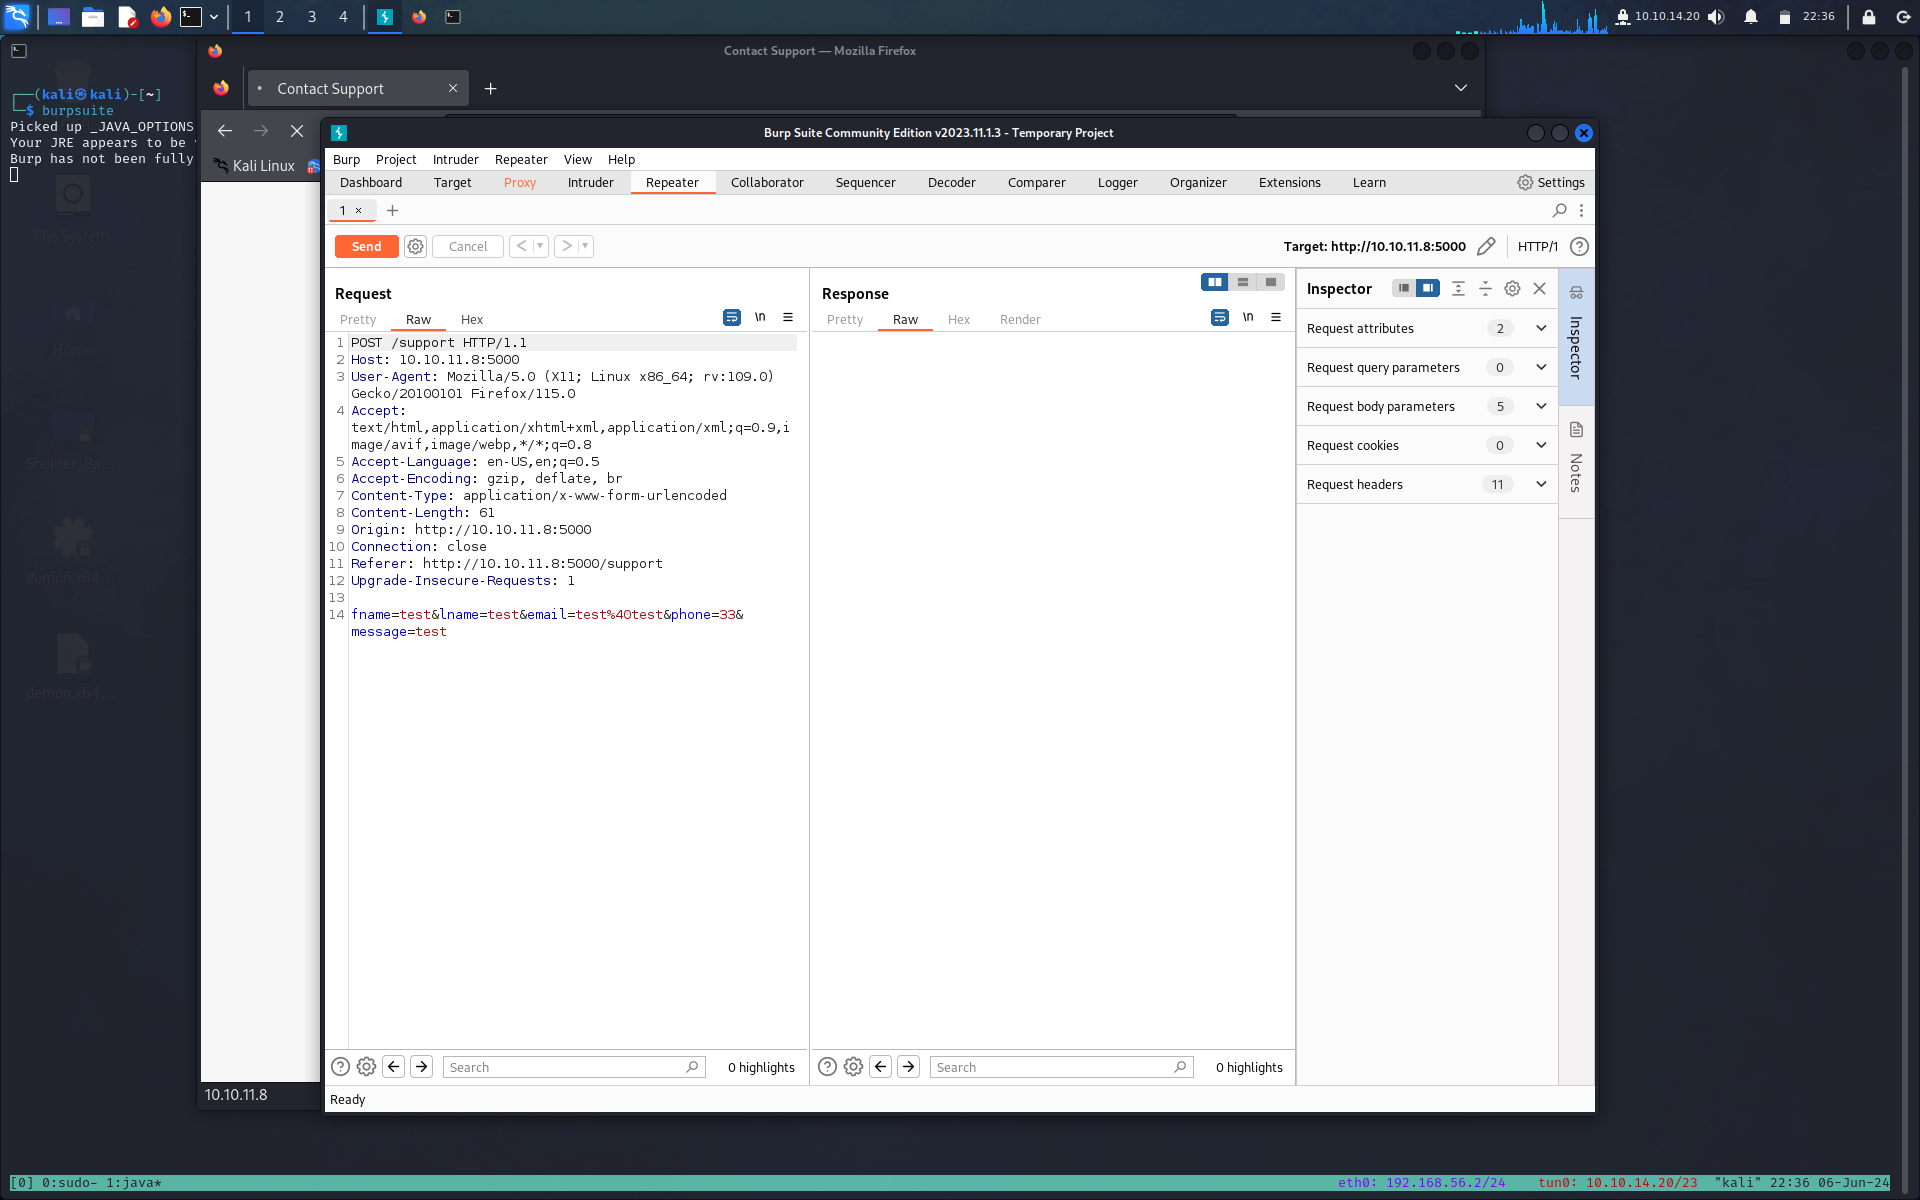 1 2 3 4 10.10.14.20 22:36
Contact Support — Mozilla Firefox
Contact Support
┌──(kali㉿kali)-[~]
└─$ burpsuite
Picked up _JAVA_OPTIONS
Your JRE appears to be
Burp has not been fully
Kali Linux
File System
Home
Shellter_Ba...
demon.x64...
demon.x64...
Burp Suite Community Edition v2023.11.1.3 - Temporary Project
Burp Project Intruder Repeater View Help
Dashboard Target Proxy Intruder Repeater Collaborator Sequencer Decoder Comparer Logger Organizer Extensions Learn Settings
1 × +
Send Cancel < > Target: http://10.10.11.8:5000 HTTP/1
Request
Pretty Raw Hex \n
1 POST /support HTTP/1.1
2 Host: 10.10.11.8:5000
3 User-Agent: Mozilla/5.0 (X11; Linux x86_64; rv:109.0)
Gecko/20100101 Firefox/115.0
4 Accept:
text/html,application/xhtml+xml,application/xml;q=0.9,i
mage/avif,image/webp,*/*;q=0.8
5 Accept-Language: en-US,en;q=0.5
6 Accept-Encoding: gzip, deflate, br
7 Content-Type: application/x-www-form-urlencoded
8 Content-Length: 61
9 Origin: http://10.10.11.8:5000
10 Connection: close
11 Referer: http://10.10.11.8:5000/support
12 Upgrade-Insecure-Requests: 1
13
14 fname=test&lname=test&email=test%40test&phone=33&
message=test
Search 0 highlights
Response
Pretty Raw Hex Render \n
Search 0 highlights
Inspector
Request attributes 2
Request query parameters 0
Request body parameters 5
Request cookies 0
Request headers 11
Inspector
Notes
Ready
10.10.11.8
[0] 0:sudo- 1:java* eth0: 192.168.56.2/24 tun0: 10.10.14.20/23 "kali" 22:36 06-Jun-24